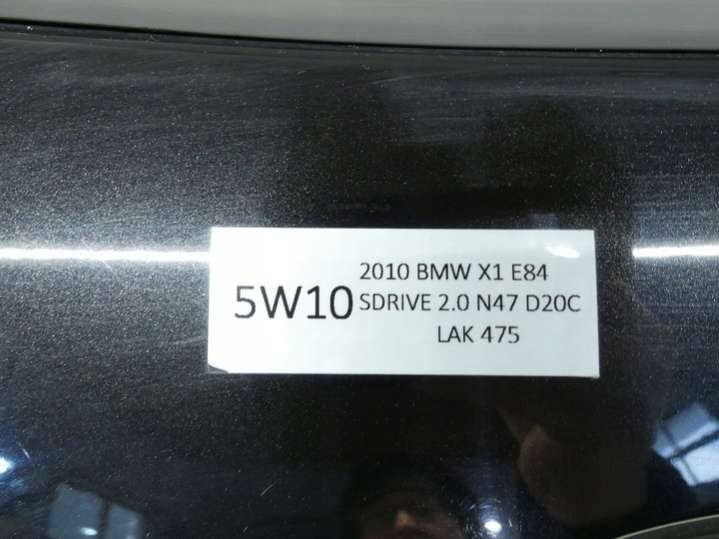 5W10
2010 BMW X1 E84
SDRIVE 2.0 N47 D20C
LAK 475